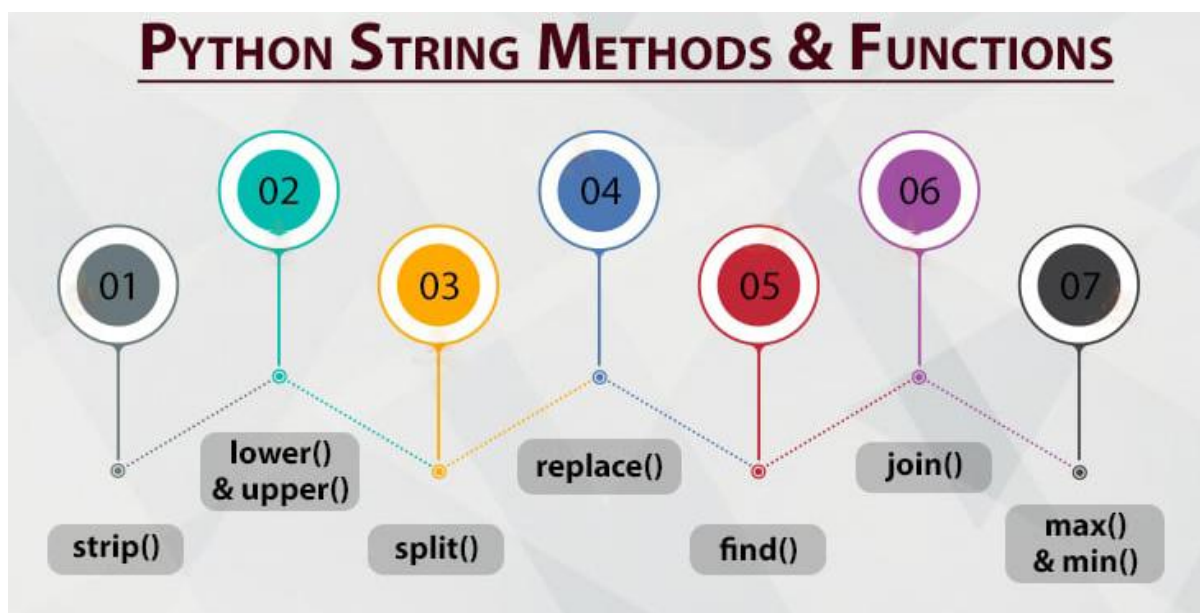 PYTHON STRING METHODS & FUNCTIONS
01
strip()
02
lower()
& upper()
03
split()
04
replace()
05
find()
06
join()
07
max()
& min()